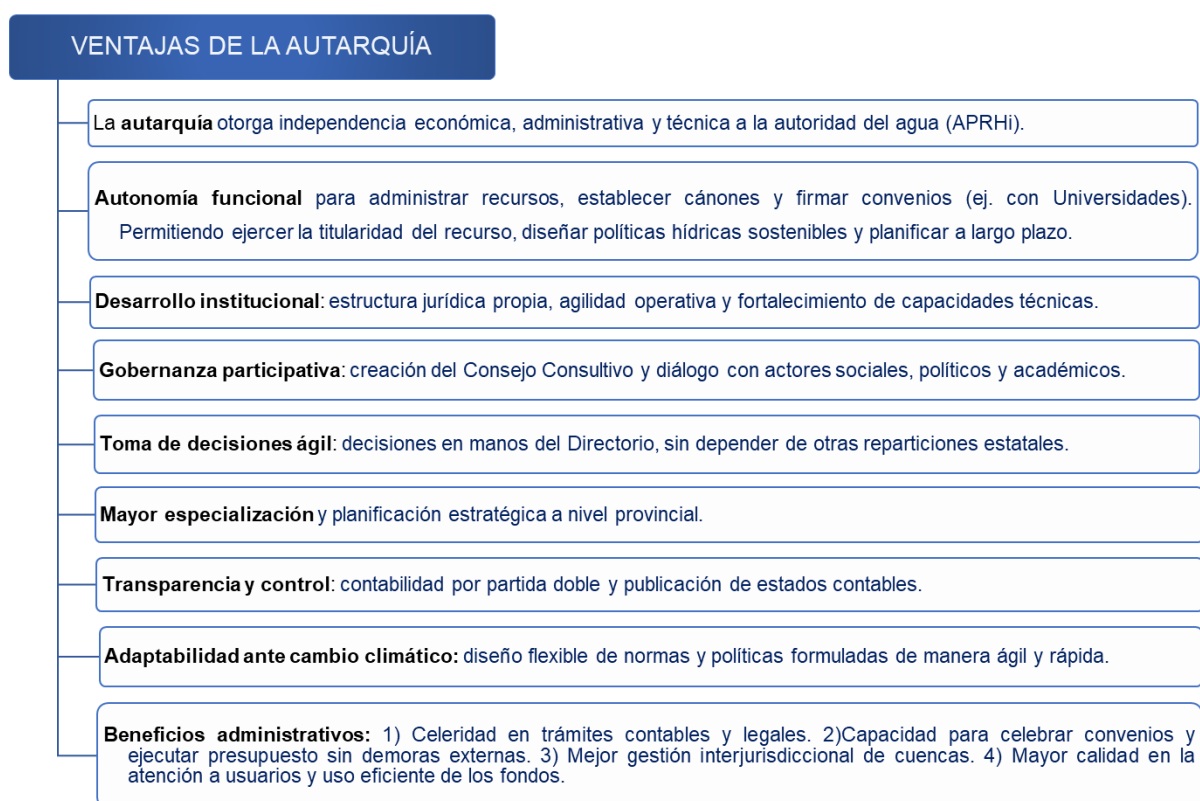 VENTAJAS DE LA AUTARQUÍA
La autarquía otorga independencia económica, administrativa y técnica a la autoridad del agua (APRHi).
Autonomía funcional para administrar recursos, establecer cánones y firmar convenios (ej. con Universidades).
Permitiendo ejercer la titularidad del recurso, diseñar políticas hídricas sostenibles y planificar a largo plazo.
Desarrollo institucional: estructura jurídica propia, agilidad operativa y fortalecimiento de capacidades técnicas.
Gobernanza participativa: creación del Consejo Consultivo y diálogo con actores sociales, políticos y académicos.
Toma de decisiones ágil: decisiones en manos del Directorio, sin depender de otras reparticiones estatales.
Mayor especialización y planificación estratégica a nivel provincial.
Transparencia y control: contabilidad por partida doble y publicación de estados contables.
Adaptabilidad ante cambio climático: diseño flexible de normas y políticas formuladas de manera ágil y rápida.
Beneficios administrativos: 1) Celeridad en trámites contables y legales. 2)Capacidad para celebrar convenios y
ejecutar presupuesto sin demoras externas. 3) Mejor gestión interjurisdiccional de cuencas. 4) Mayor calidad en la
atención a usuarios y uso eficiente de los fondos.